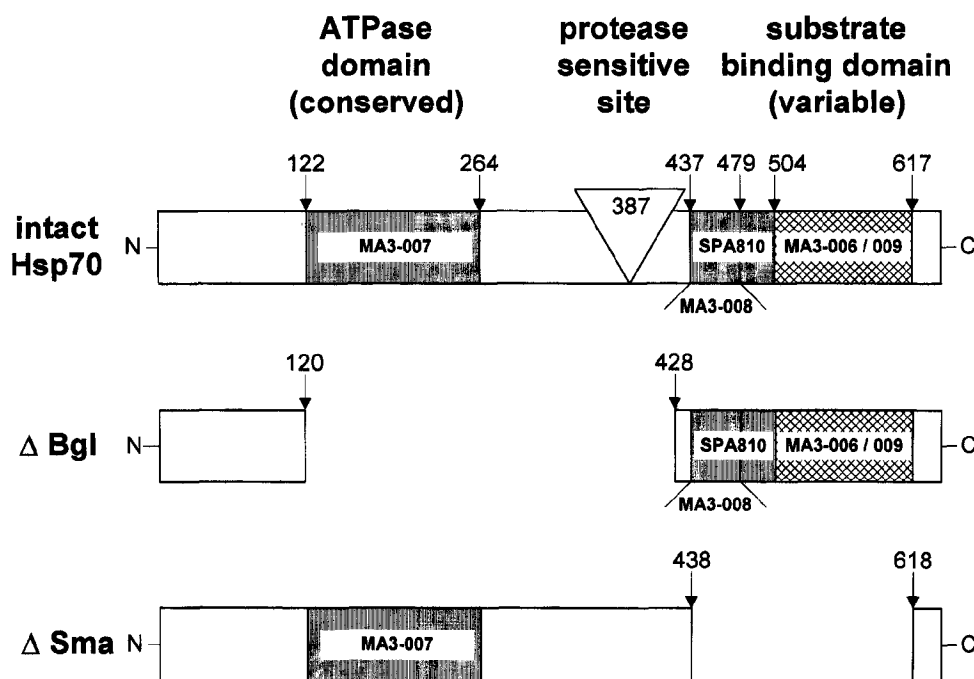 ATPase
domain
(conserved)
protease
sensitive
site
substrate
binding domain
(variable)
122
264
437
479
504
617
intact
Hsp70
N
MA3-007
387
SPA810
MA3-006 / 009
C
MA3-008
120
428
Δ Bgl
N
SPA810
MA3-006 / 009
C
MA3-008
438
618
Δ Sma
N
MA3-007
C